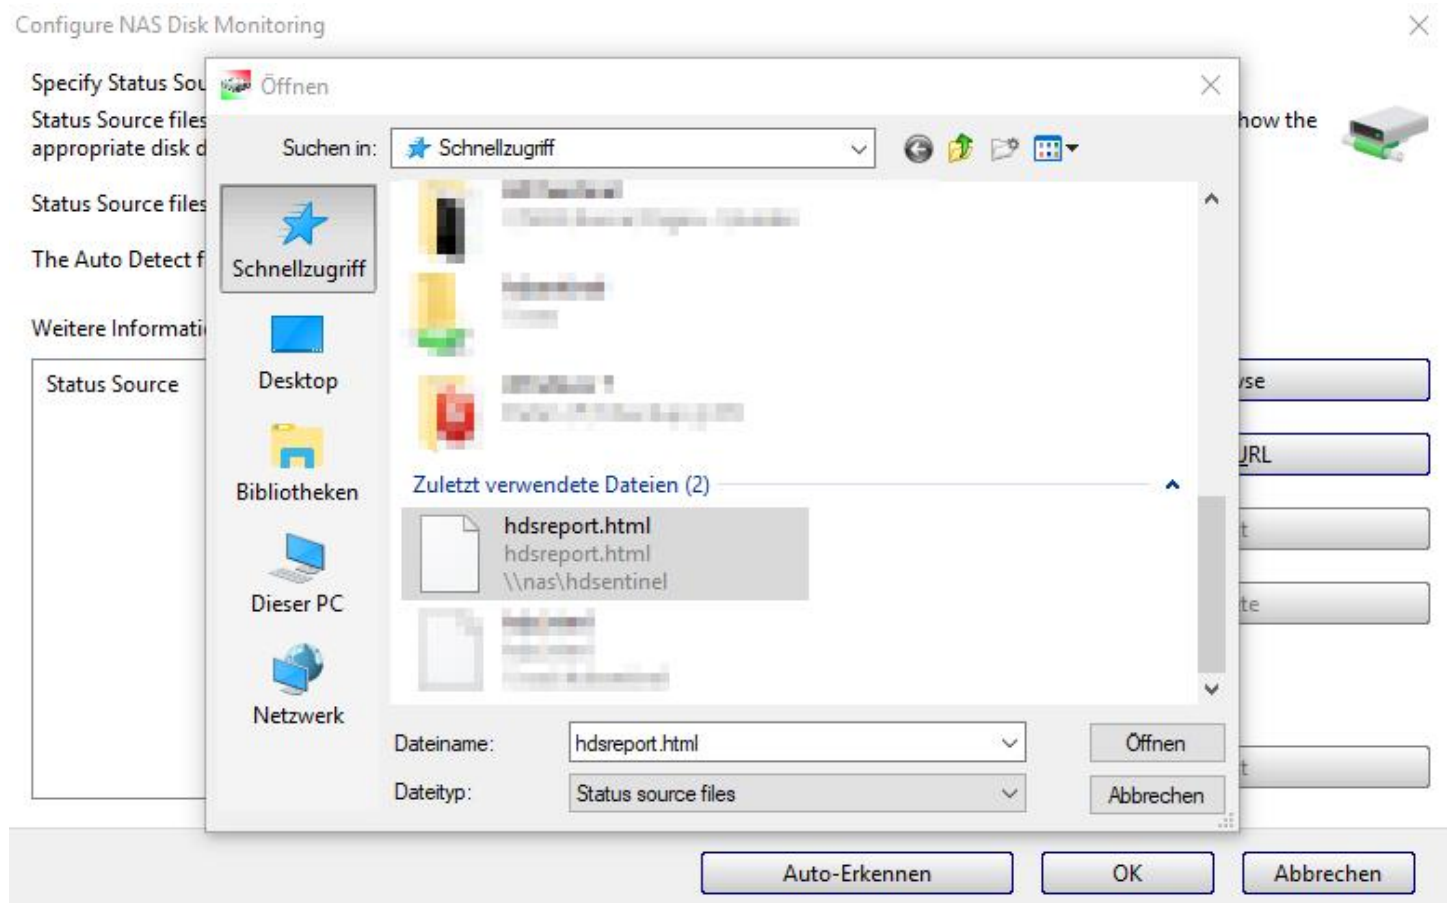 Configure NAS Disk Monitoring
Specify Status Sou
Status Source files
how the
appropriate disk d
Status Source files
The Auto Detect f
Weitere Informati
Status Source
Öffnen
Suchen in:
Schnellzugriff
Schnellzugriff
Desktop
Bibliotheken
Dieser PC
Netzwerk
Zuletzt verwendete Dateien (2)
hdsreport.html
hdsreport.html
\\nas\hdsentinel
Dateiname:
hdsreport.html
Öffnen
Dateityp:
Status source files
Abbrechen
wse
URL
t
te
t
Auto-Erkennen
OK
Abbrechen